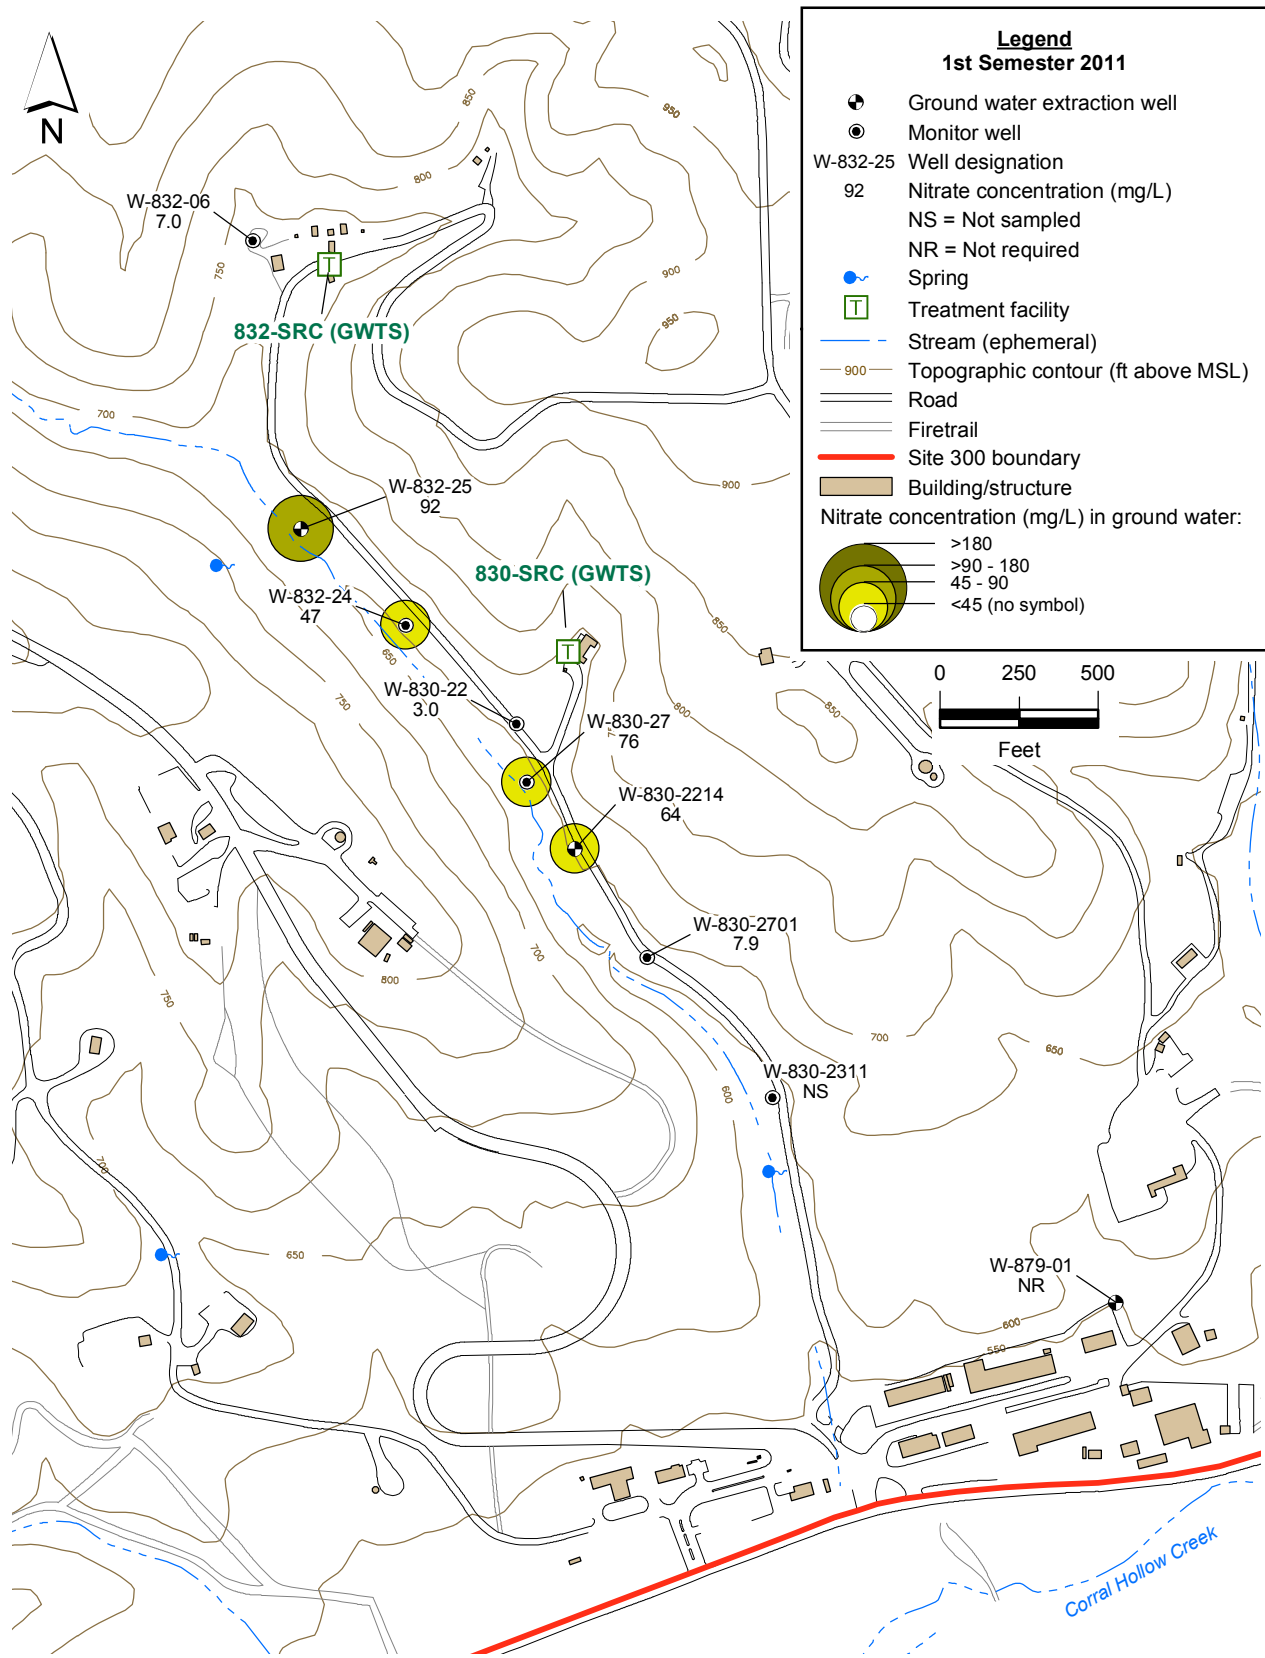 Legend
1st Semester 2011
Ground water extraction well
Monitor well
W-832-25 Well designation
92 Nitrate concentration (mg/L)
NS = Not sampled
NR = Not required
Spring
T Treatment facility
Stream (ephemeral)
900 Topographic contour (ft above MSL)
Road
Firetrail
Site 300 boundary
Building/structure
Nitrate concentration (mg/L) in ground water:
>180
>90 - 180
45 - 90
<45 (no symbol)
0 250 500
Feet
N
850
950
800
W-832-06
7.0
750
T
900
950
832-SRC (GWTS)
700
W-832-25
92
900
830-SRC (GWTS)
W-832-24
47
850
T
650
W-830-22
3.0
750
800
850
W-830-27
76
W-830-2214
64
W-830-2701
7.9
700
800
750
700
650
W-830-2311
NS
600
700
650
W-879-01
NR
600
550
Corral Hollow Creek